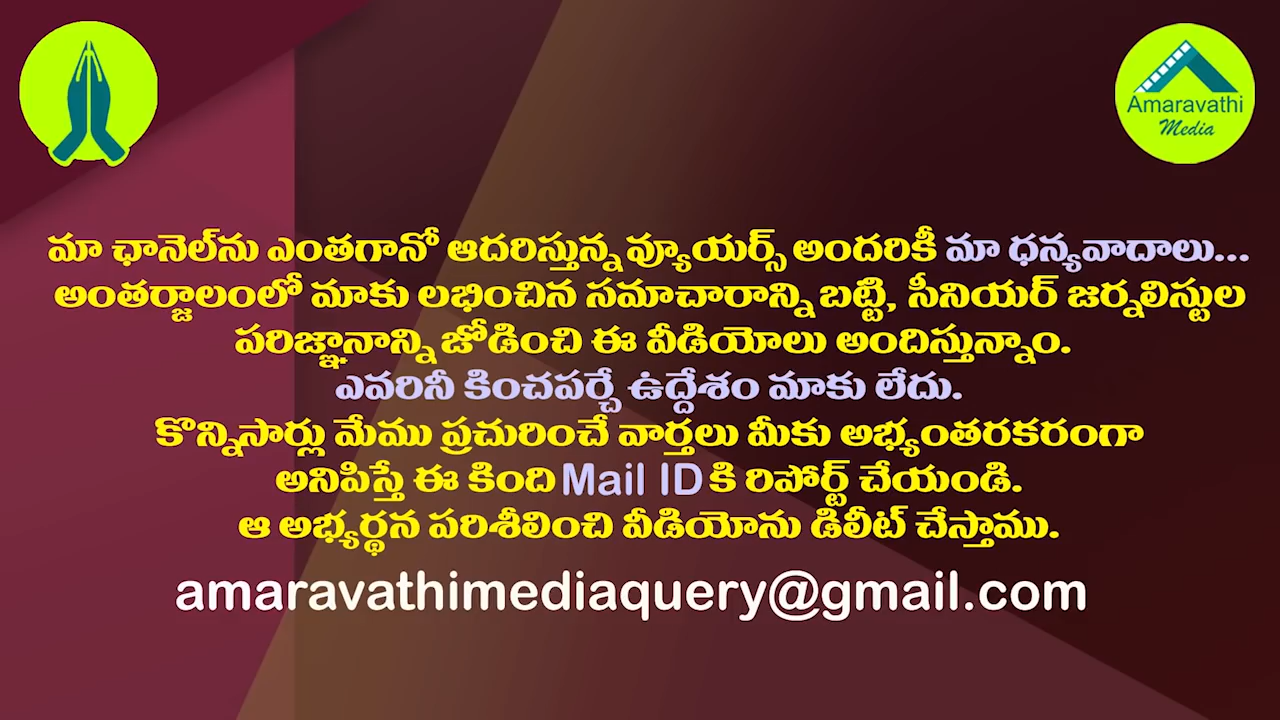 Amaravathi
Media
మా ఛానెల్‌ను ఎంతగానో ఆదరిస్తున్న వ్యూయర్స్ అందరికీ మా ధన్యవాదాలు...
అంతర్జాలంలో మాకు లభించిన సమాచారాన్ని బట్టి, సీనియర్ జర్నలిస్టుల
పరిజ్ఞానాన్ని జోడించి ఈ వీడియోలు అందిస్తున్నాం.
ఎవరినీ కించపర్చే ఉద్దేశం మాకు లేదు.
కొన్నిసార్లు మేము ప్రచురించే వార్తలు మీకు అభ్యంతరకరంగా
అనిపిస్తే ఈ కింది Mail ID కి రిపోర్ట్ చేయండి.
ఆ అభ్యర్థన పరిశీలించి వీడియోను డిలీట్ చేస్తాము.
amaravathimediaquery@gmail.com